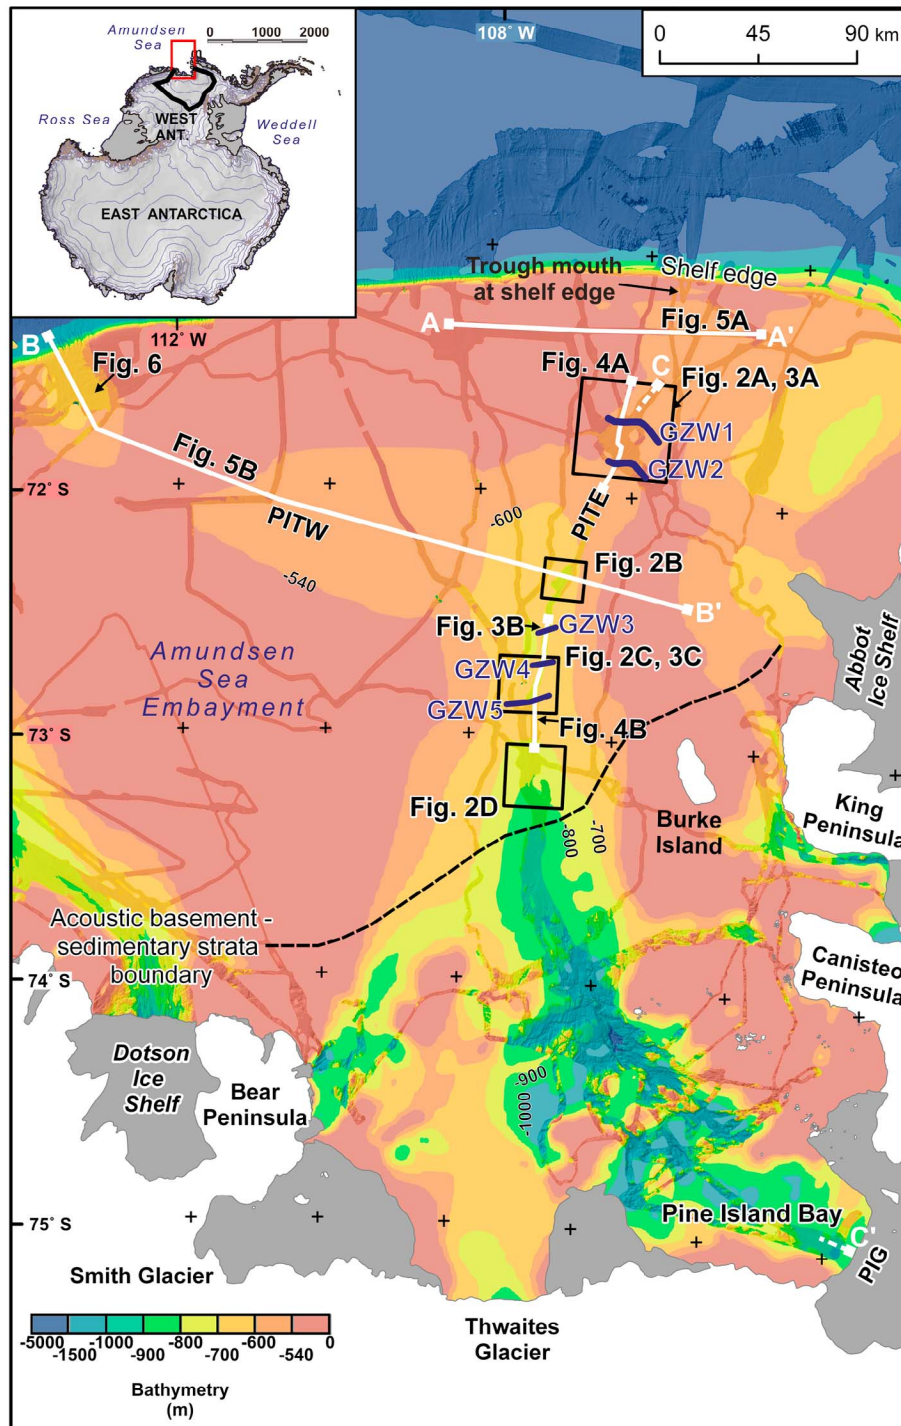 Amundsen
Sea
0 1000 2000
Ross Sea
WEST
ANT.
Weddell
Sea
EAST ANTARCTICA
108° W
0 45 90 km
Trough mouth
at shelf edge
Shelf edge
A
Fig. 5A
A'
B
112° W
Fig. 6
Fig. 4A
C
Fig. 2A, 3A
GZW1
GZW2
Fig. 5B
72° S
PITW
PITE
-600
-540
Fig. 2B
B'
Fig. 3B
GZW3
Fig. 2C, 3C
GZW4
GZW5
Fig. 4B
Amundsen
Sea
Embayment
Abbot
Ice Shelf
73° S
Fig. 2D
Burke
Island
King
Peninsula
-800
-700
Acoustic basement -
sedimentary strata
boundary
74° S
Canisteo
Peninsula
Dotson
Ice
Shelf
Bear
Peninsula
-900
-1000
75° S
Pine Island Bay
C'
PIG
Smith Glacier
Thwaites
Glacier
-5000 -1000 -800 -600 0
-1500 -900 -700 -540
Bathymetry
(m)